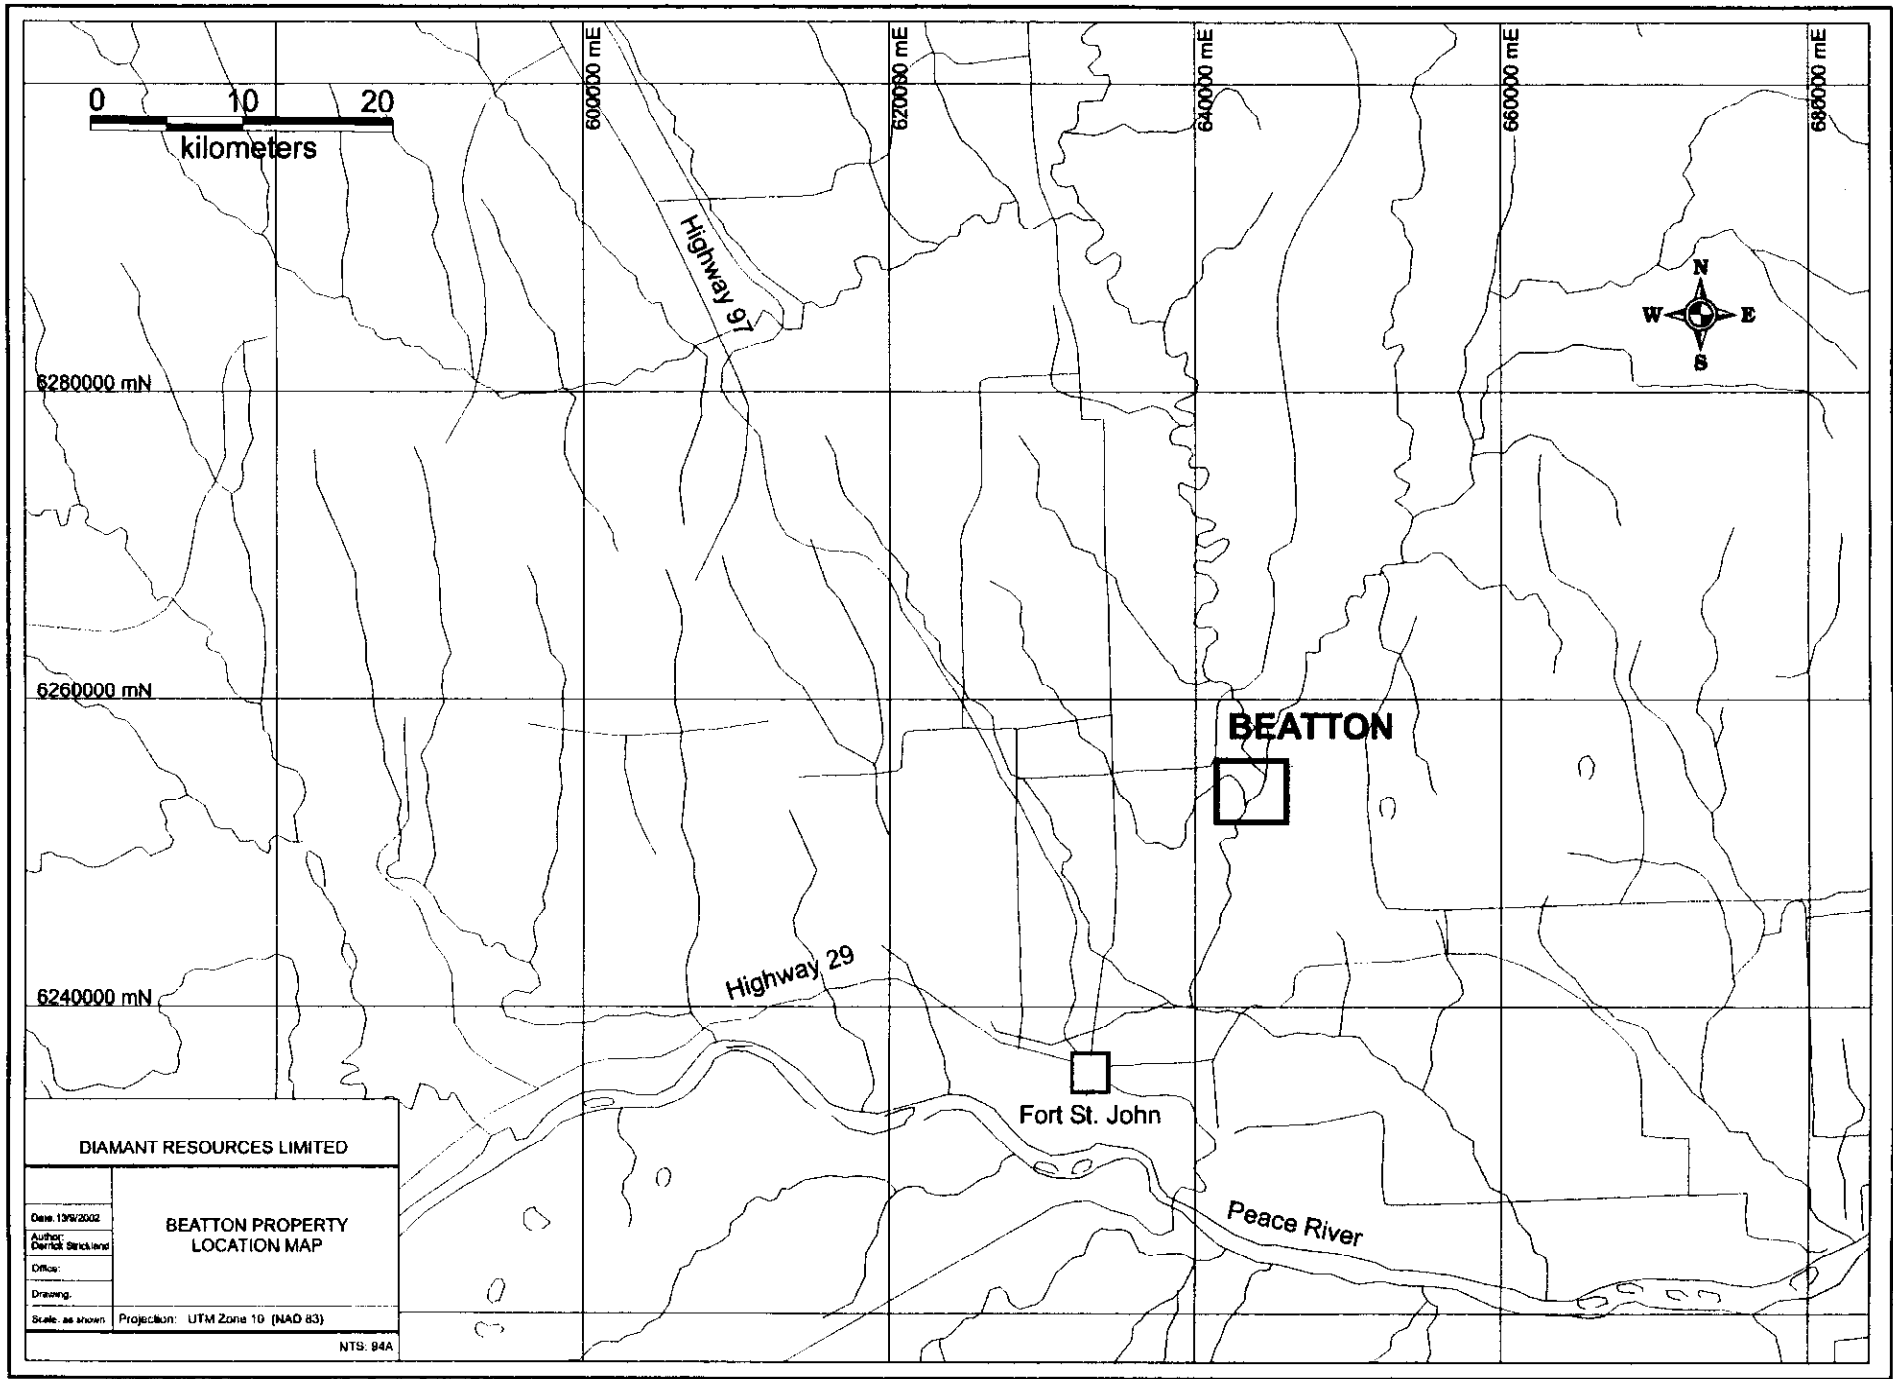 600000 mE
620000 mE
640000 mE
660000 mE
680000 mE
0 10 20
kilometers
Highway 97
N
W E
S
6280000 mN
6260000 mN
BEATTON
6240000 mN
Highway 29
Fort St. John
Peace River
DIAMANT RESOURCES LIMITED
BEATTON PROPERTY
LOCATION MAP
Date: 13/9/2002
Author:
Derrick Strickland
Office:
Drawing:
Scale: as shown
Projection: UTM Zone 10 (NAD 83)
NTS: 94A